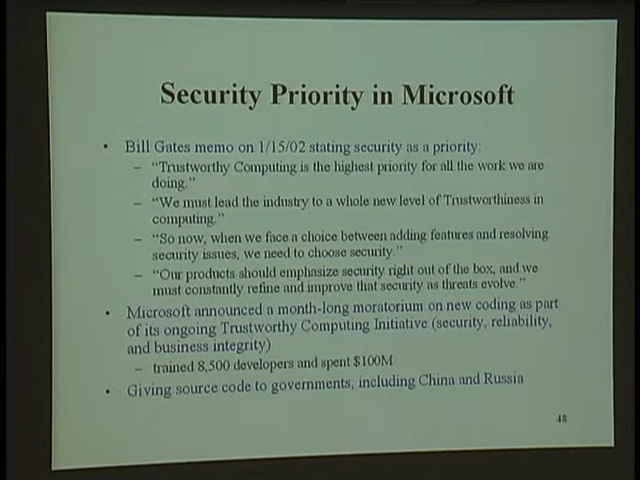 Security Priority in Microsoft
• Bill Gates memo on 1/15/02 stating security as a priority:
– “Trustworthy Computing is the highest priority for all the work we are
doing.”
– “We must lead the industry to a whole new level of Trustworthiness in
computing.”
– “So now, when we face a choice between adding features and resolving
security issues, we need to choose security.”
– “Our products should emphasize security right out of the box, and we
must constantly refine and improve that security as threats evolve.”
• Microsoft announced a month-long moratorium on new coding as part
of its ongoing Trustworthy Computing Initiative (security, reliability,
and business integrity)
– trained 8,500 developers and spent $100M
• Giving source code to governments, including China and Russia
48